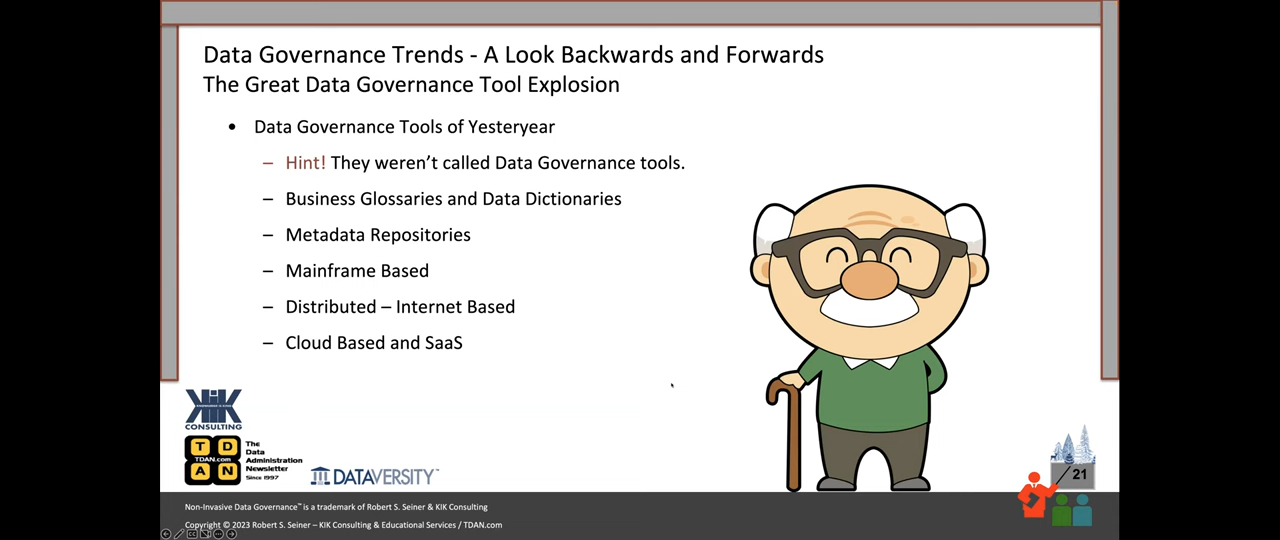 Data Governance Trends - A Look Backwards and Forwards
The Great Data Governance Tool Explosion
• Data Governance Tools of Yesteryear
– Hint! They weren’t called Data Governance tools.
– Business Glossaries and Data Dictionaries
– Metadata Repositories
– Mainframe Based
– Distributed – Internet Based
– Cloud Based and SaaS
KIK
CONSULTING
T D
TDAN.com
A N
The
Data
Administration
Newsletter
Since 1997
DATAVERSITY™
/ 21
Non-Invasive Data Governance™ is a trademark of Robert S. Seiner & KIK Consulting
Copyright © 2023 Robert S. Seiner – KIK Consulting & Educational Services / TDAN.com